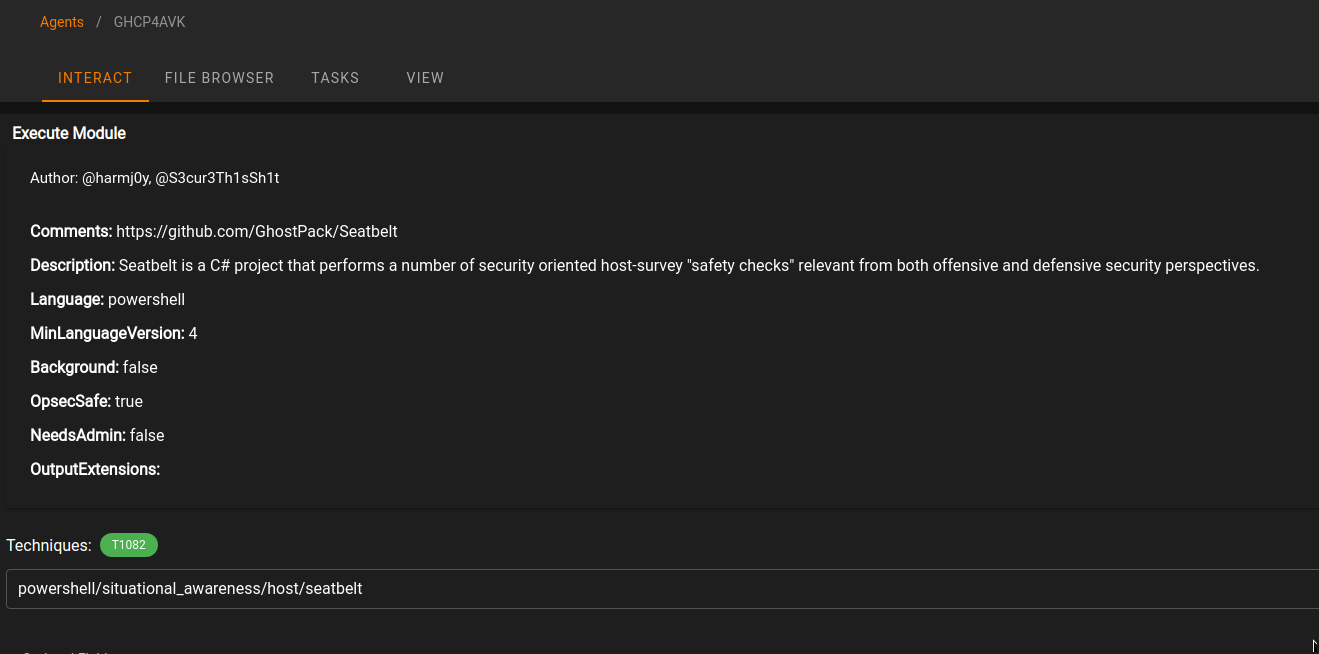 Agents / GHCP4AVK
INTERACT FILE BROWSER TASKS VIEW
Execute Module
Author: @harmj0y, @S3cur3Th1sSh1t
Comments: https://github.com/GhostPack/Seatbelt
Description: Seatbelt is a C# project that performs a number of security oriented host-survey "safety checks" relevant from both offensive and defensive security perspectives.
Language: powershell
MinLanguageVersion: 4
Background: false
OpsecSafe: true
NeedsAdmin: false
OutputExtensions:
Techniques: T1082
powershell/situational_awareness/host/seatbelt